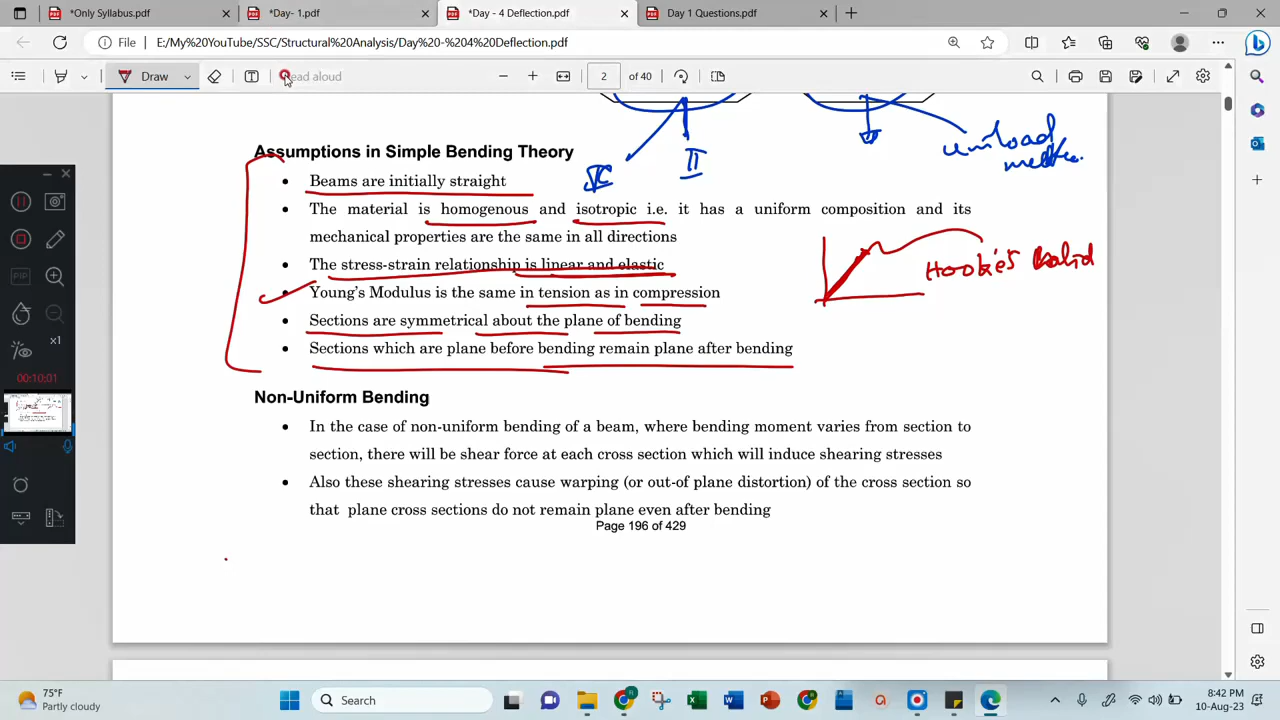 *Only Syllabus.pdf
*Day- 1.pdf
*Day - 4 Deflection.pdf
Day 1 Questions.pdf
File
E:/My%20YouTube/SSC/Structural%20Analysis/Day%20-%204%20Deflection.pdf
Draw
ead aloud
2
of 40
unload
II
Assumptions in Simple Bending Theory
• Beams are initially straight
• The material is homogenous and isotropic i.e. it has a uniform composition and its
mechanical properties are the same in all directions
• The stress-strain relationship is linear and elastic
Hooke's Valid
• Young's Modulus is the same in tension as in compression
• Sections are symmetrical about the plane of bending
• Sections which are plane before bending remain plane after bending
Non-Uniform Bending
• In the case of non-uniform bending of a beam, where bending moment varies from section to
section, there will be shear force at each cross section which will induce shearing stresses
• Also these shearing stresses cause warping (or out-of plane distortion) of the cross section so
that plane cross sections do not remain plane even after bending
Page 196 of 429
PIP
x1
00:10:01
75°F
Partly cloudy
Search
8:42 PM
10-Aug-23